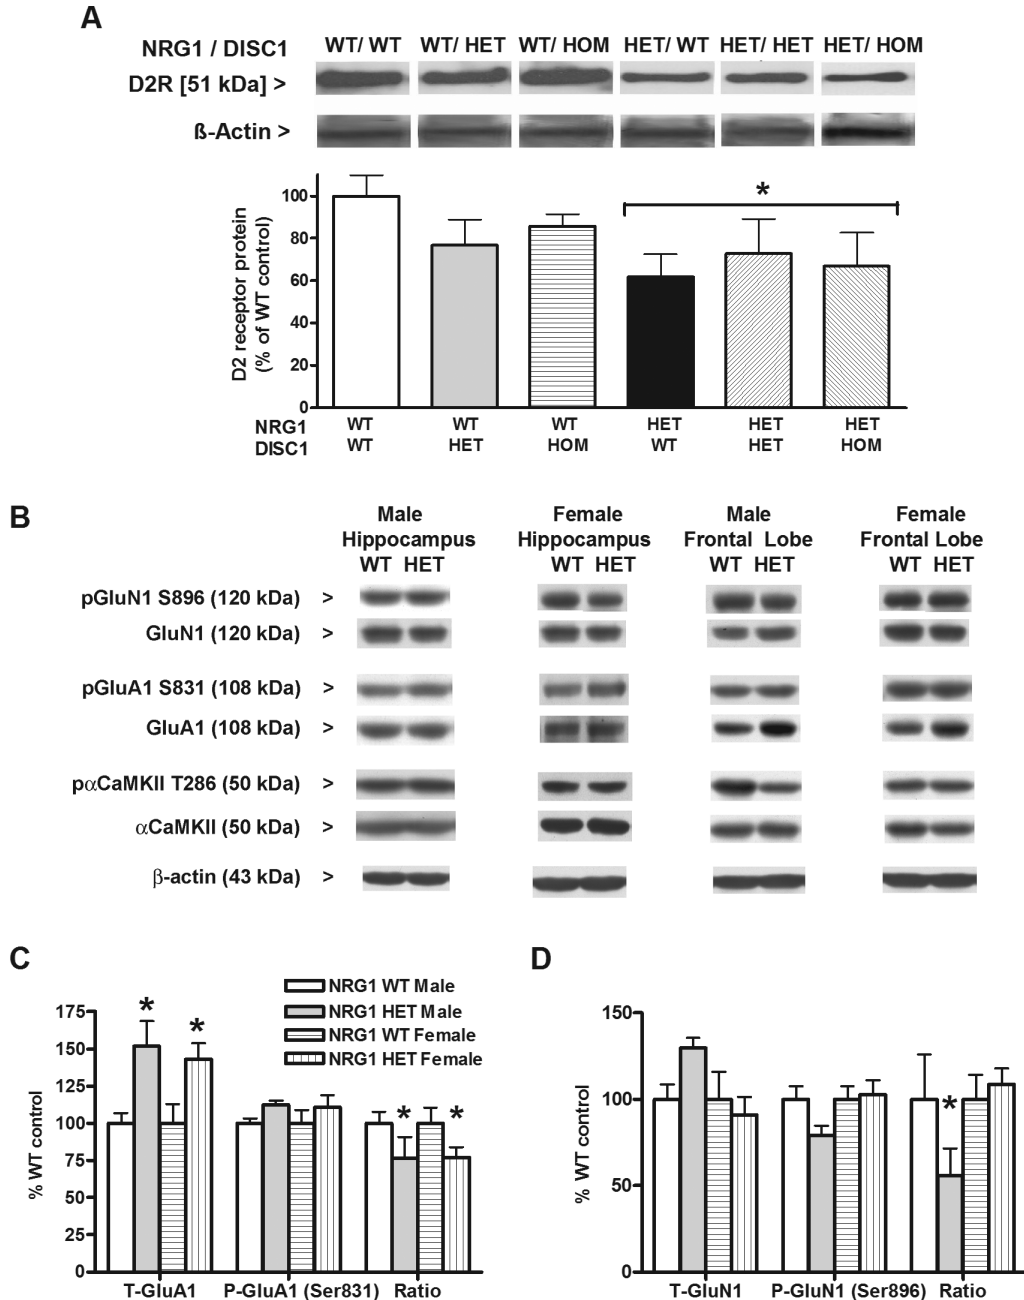 A
NRG1 / DISC1 WT/ WT WT/ HET WT/ HOM HET/ WT HET/ HET HET/ HOM
D2R [51 kDa] >
ß-Actin >
*
D2 receptor protein
(% of WT control)
100
80
60
40
20
0
NRG1 WT WT WT HET HET HET
DISC1 WT HET HOM WT HET HOM
B
Male Female Male Female
Hippocampus Hippocampus Frontal Lobe Frontal Lobe
WT HET WT HET WT HET WT HET
pGluN1 S896 (120 kDa) >
GluN1 (120 kDa) >
pGluA1 S831 (108 kDa) >
GluA1 (108 kDa) >
pαCaMKII T286 (50 kDa) >
αCaMKII (50 kDa) >
β-actin (43 kDa) >
C
NRG1 WT Male
NRG1 HET Male
NRG1 WT Female
NRG1 HET Female
% WT control
175
150
125
100
75
50
25
0
* * * *
T-GluA1 P-GluA1 (Ser831) Ratio
D
% WT control
150
100
50
0
*
T-GluN1 P-GluN1 (Ser896) Ratio